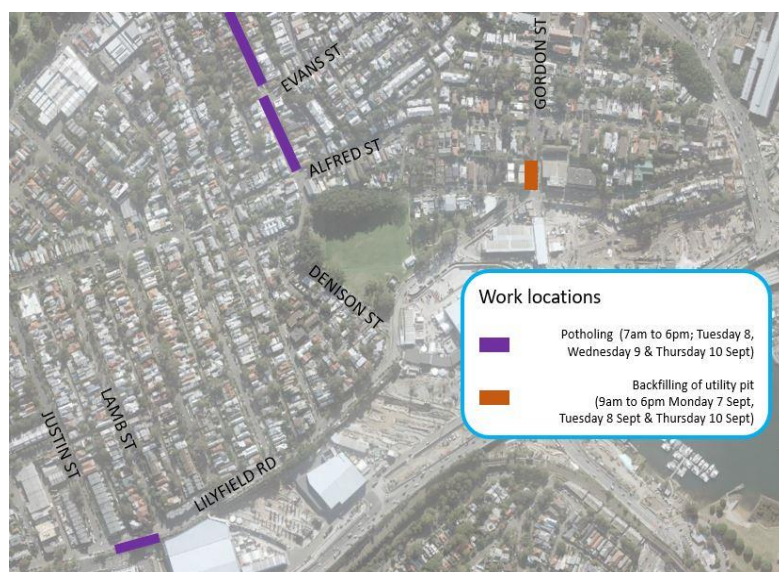 EVANS ST
GORDON ST
ALFRED ST
DENISON ST
LAMB ST
JUSTIN ST
LILYFIELD RD
Work locations
Potholing (7am to 6pm; Tuesday 8,
Wednesday 9 & Thursday 10 Sept)
Backfilling of utility pit
(9am to 6pm Monday 7 Sept,
Tuesday 8 Sept & Thursday 10 Sept)